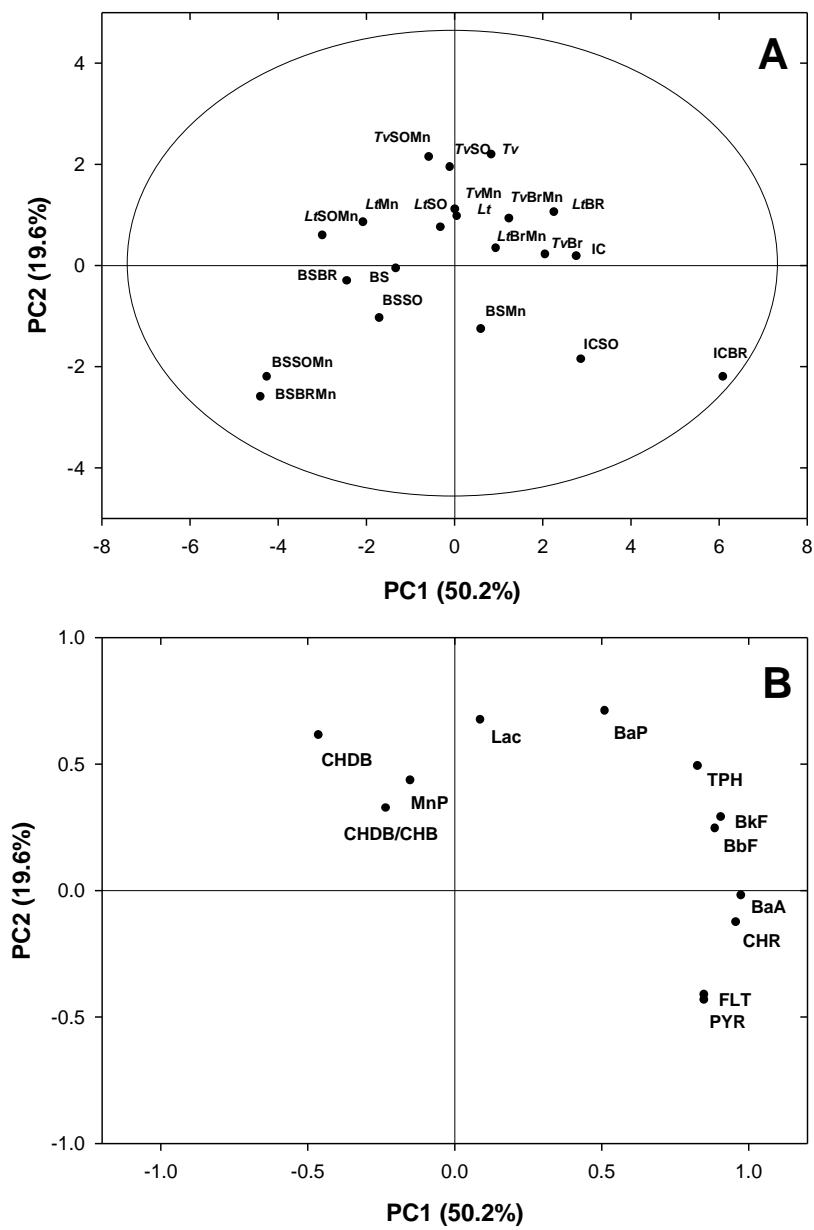 A
4
2
0
-2
-4
PC2 (19.6%)
TvSOMn
TvSO
Tv
TvMn
TvBrMn
LtBR
LtMn
LtSO
Lt
LtSOMn
LtBrMn
TvBr
IC
BSBR
BS
BSSO
BSMn
ICSO
ICBR
BSSOMn
BSBRMn
-8 -6 -4 -2 0 2 4 6 8
PC1 (50.2%)
B
1.0
0.5
0.0
-0.5
-1.0
PC2 (19.6%)
CHDB
Lac
BaP
MnP
TPH
CHDB/CHB
BkF
BbF
BaA
CHR
FLT
PYR
-1.0 -0.5 0.0 0.5 1.0
PC1 (50.2%)